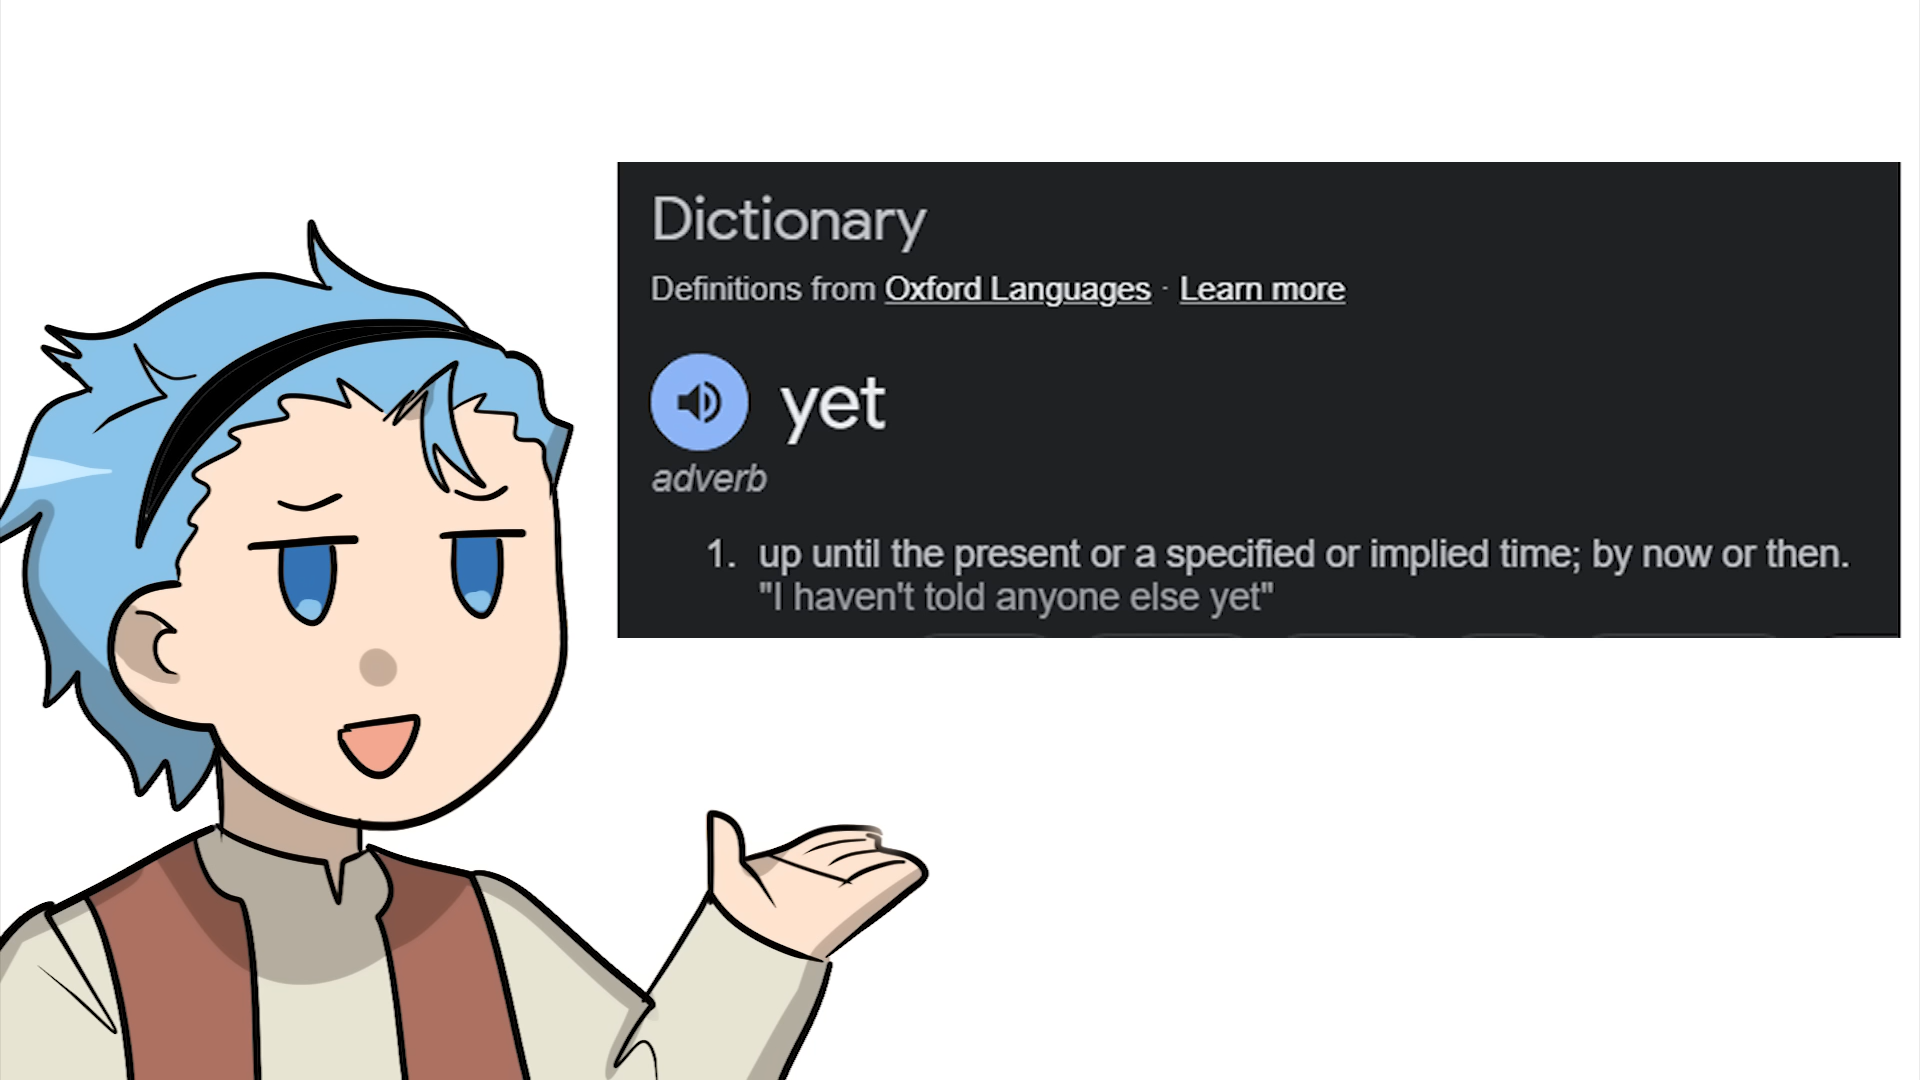 Dictionary
Definitions from Oxford Languages · Learn more
yet
adverb
1. up until the present or a specified or implied time; by now or then.
"I haven't told anyone else yet"